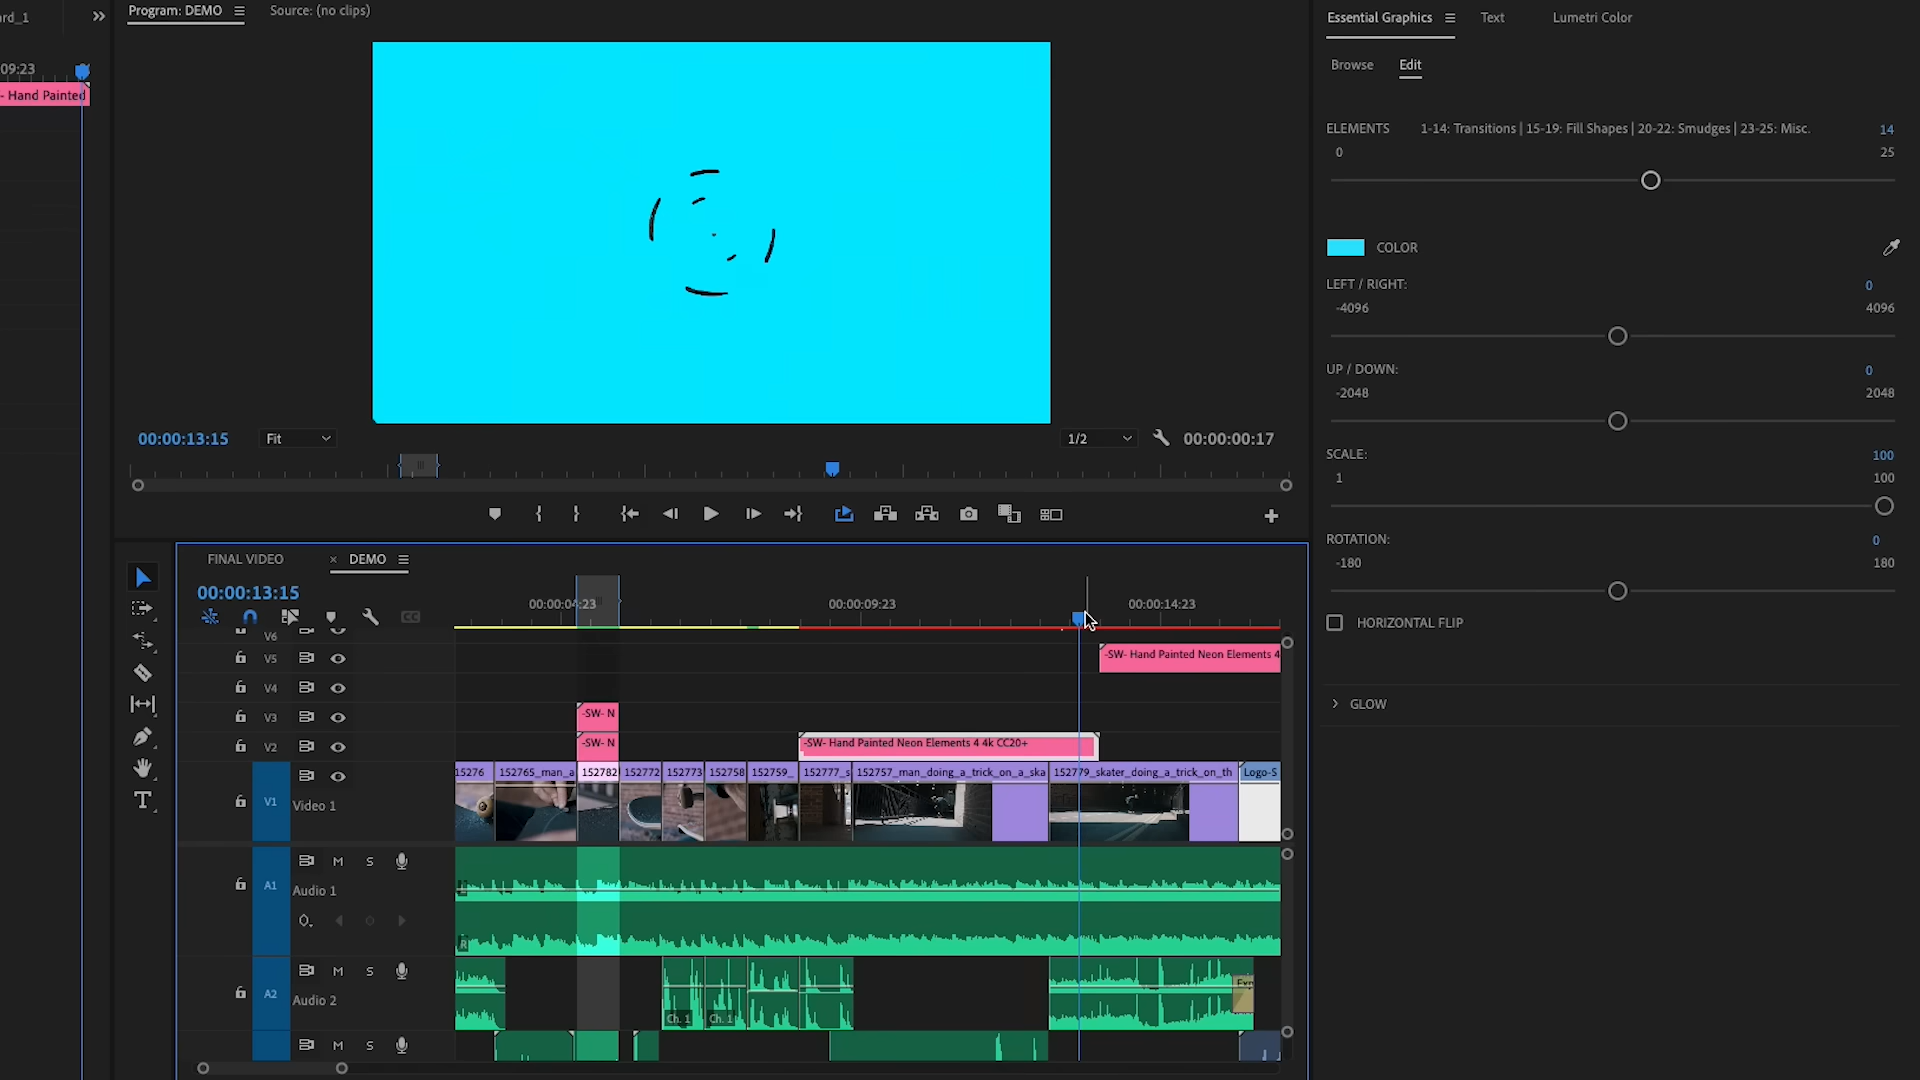 ard_1
Program: DEMO
Source: (no clips)
09:23
- Hand Painted
00:00:13:15
Fit
1/2
00:00:00:17
FINAL VIDEO
× DEMO
00:00:13:15
00:00:04:23
00:00:09:23
00:00:14:23
CC
V6
V5
-SW- Hand Painted Neon Elements 4
V4
V3
-SW- N
V2
-SW- N
-SW- Hand Painted Neon Elements 4 4k CC20+
15276
152765_man_a
152782
152772
152773
152758
152759_
152777_s
152757_man_doing_a_trick_on_a_ska
152779_skater_doing_a_trick_on_th
Logo-S
V1
Video 1
M
S
A1
Audio 1
R
M
S
A2
Audio 2
Ch. 1
Ch. 1
M
S
Essential Graphics
Text
Lumetri Color
Browse
Edit
ELEMENTS
1-14: Transitions | 15-19: Fill Shapes | 20-22: Smudges | 23-25: Misc.
14
0
25
COLOR
LEFT / RIGHT:
0
-4096
4096
UP / DOWN:
0
-2048
2048
SCALE:
100
1
100
ROTATION:
0
-180
180
HORIZONTAL FLIP
GLOW